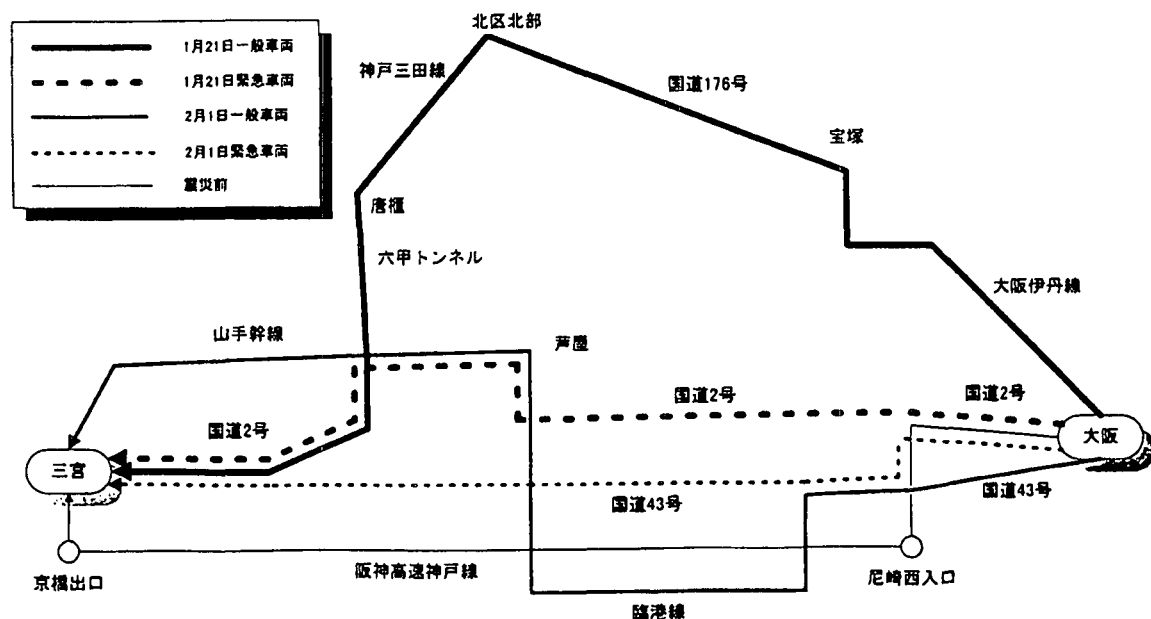 1月21日一般車両
1月21日緊急車両
2月1日一般車両
2月1日緊急車両
震災前
北区北部
神戸三田線
国道176号
宝塚
唐櫃
六甲トンネル
大阪伊丹線
山手幹線
芦屋
国道2号
国道2号
国道2号
大阪
三宮
国道43号
国道43号
京橋出口
阪神高速神戸線
尼崎西入口
臨港線